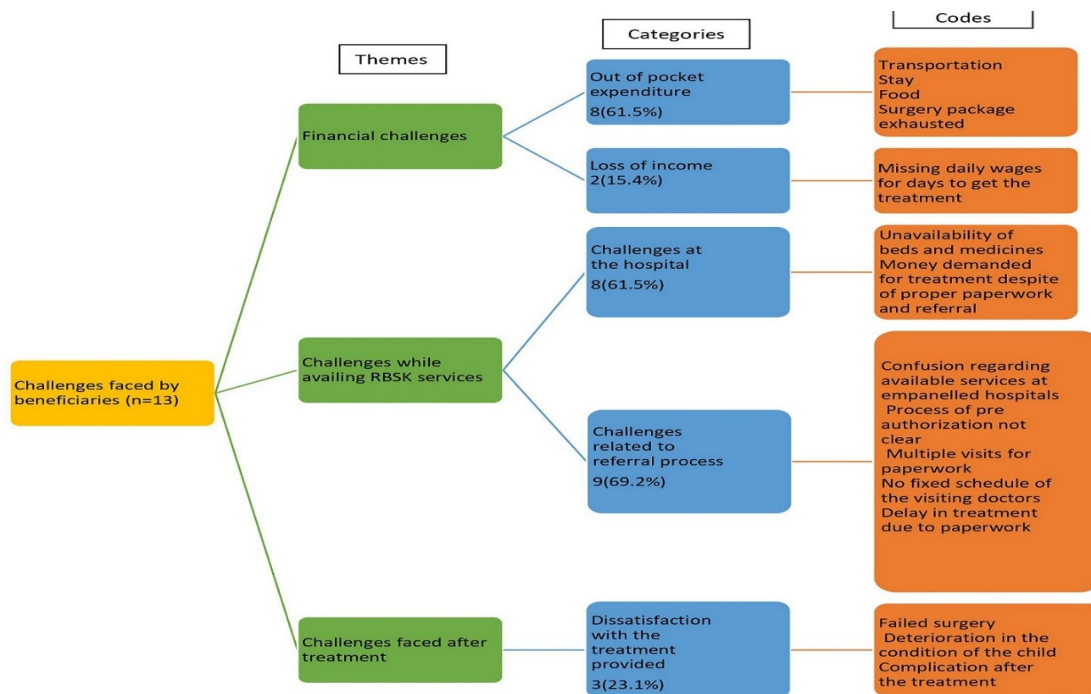 Codes
Categories
Themes
Challenges faced by
beneficiaries (n=13)
Financial challenges
Out of pocket
expenditure
8(61.5%)
Transportation
Stay
Food
Surgery package
exhausted
Loss of income
2(15.4%)
Missing daily wages
for days to get the
treatment
Challenges while
availing RBSK services
Challenges at
the hospital
8(61.5%)
Unavailability of
beds and medicines
Money demanded
for treatment despite
of proper paperwork
and referral
Challenges
related to
referral process
9(69.2%)
Confusion regarding
available services at
empanelled hospitals
Process of pre
authorization not
clear
Multiple visits for
paperwork
No fixed schedule of
the visiting doctors
Delay in treatment
due to paperwork
Challenges faced after
treatment
Dissatisfaction
with the
treatment
provided
3(23.1%)
Failed surgery
Deterioration in the
condition of the child
Complication after
the treatment